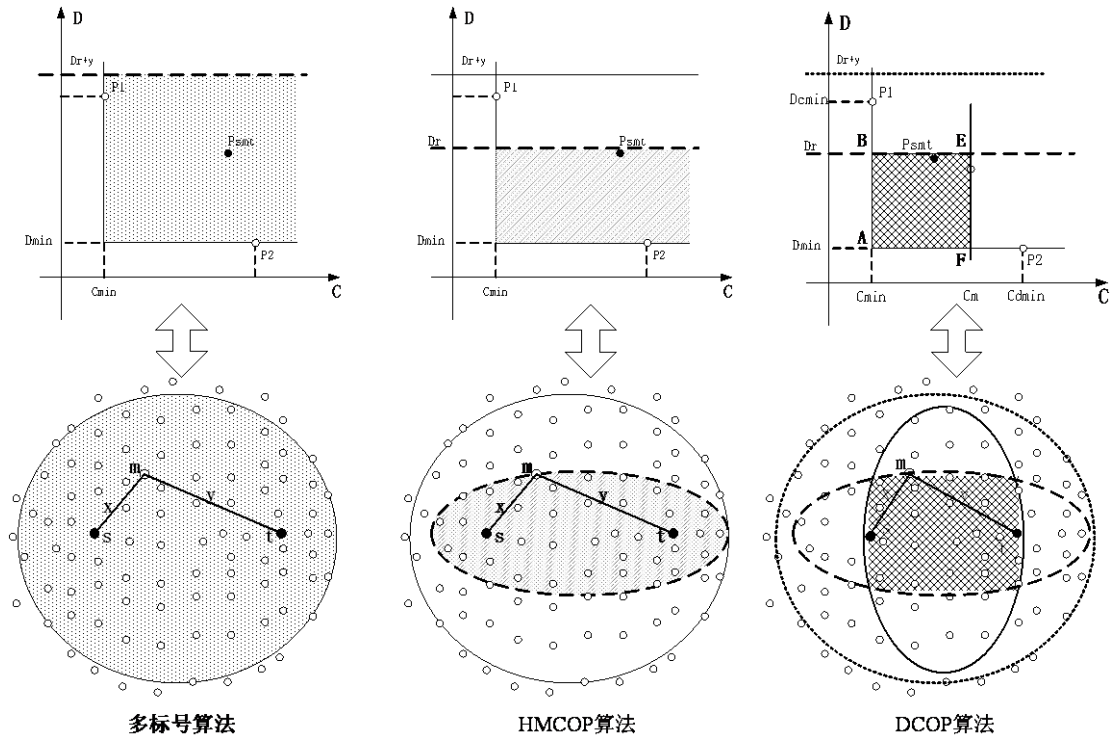 D
Dr+y
P1
Psmt
Dmin
P2
Cmin
C
D
Dr+y
P1
Dr
Psmt
Dmin
P2
Cmin
C
D
Dr+y
P1
Dcmin
B
E
Dr
Psmt
A
Dmin
F
P2
Cmin
Cm
Cdmin
C
m
x
y
s
t
m
x
y
s
t
m
多标号算法
HMCOP算法
DCOP算法